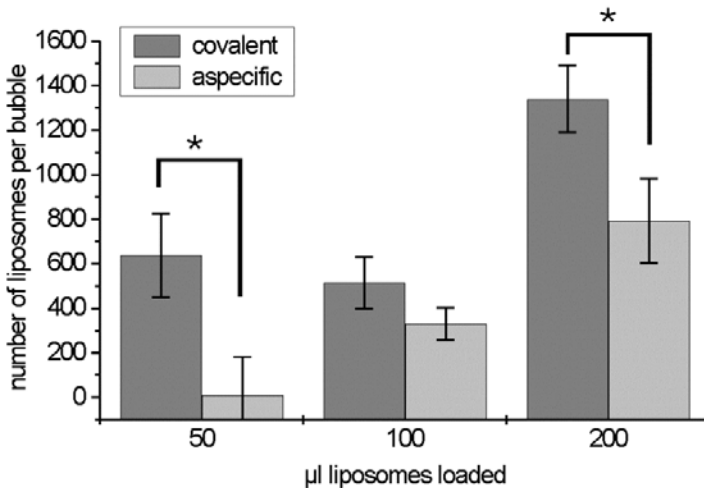 1600
1400
1200
1000
800
600
400
200
0
number of liposomes per bubble
covalent
aspecific
*
*
50 100 200
µl liposomes loaded